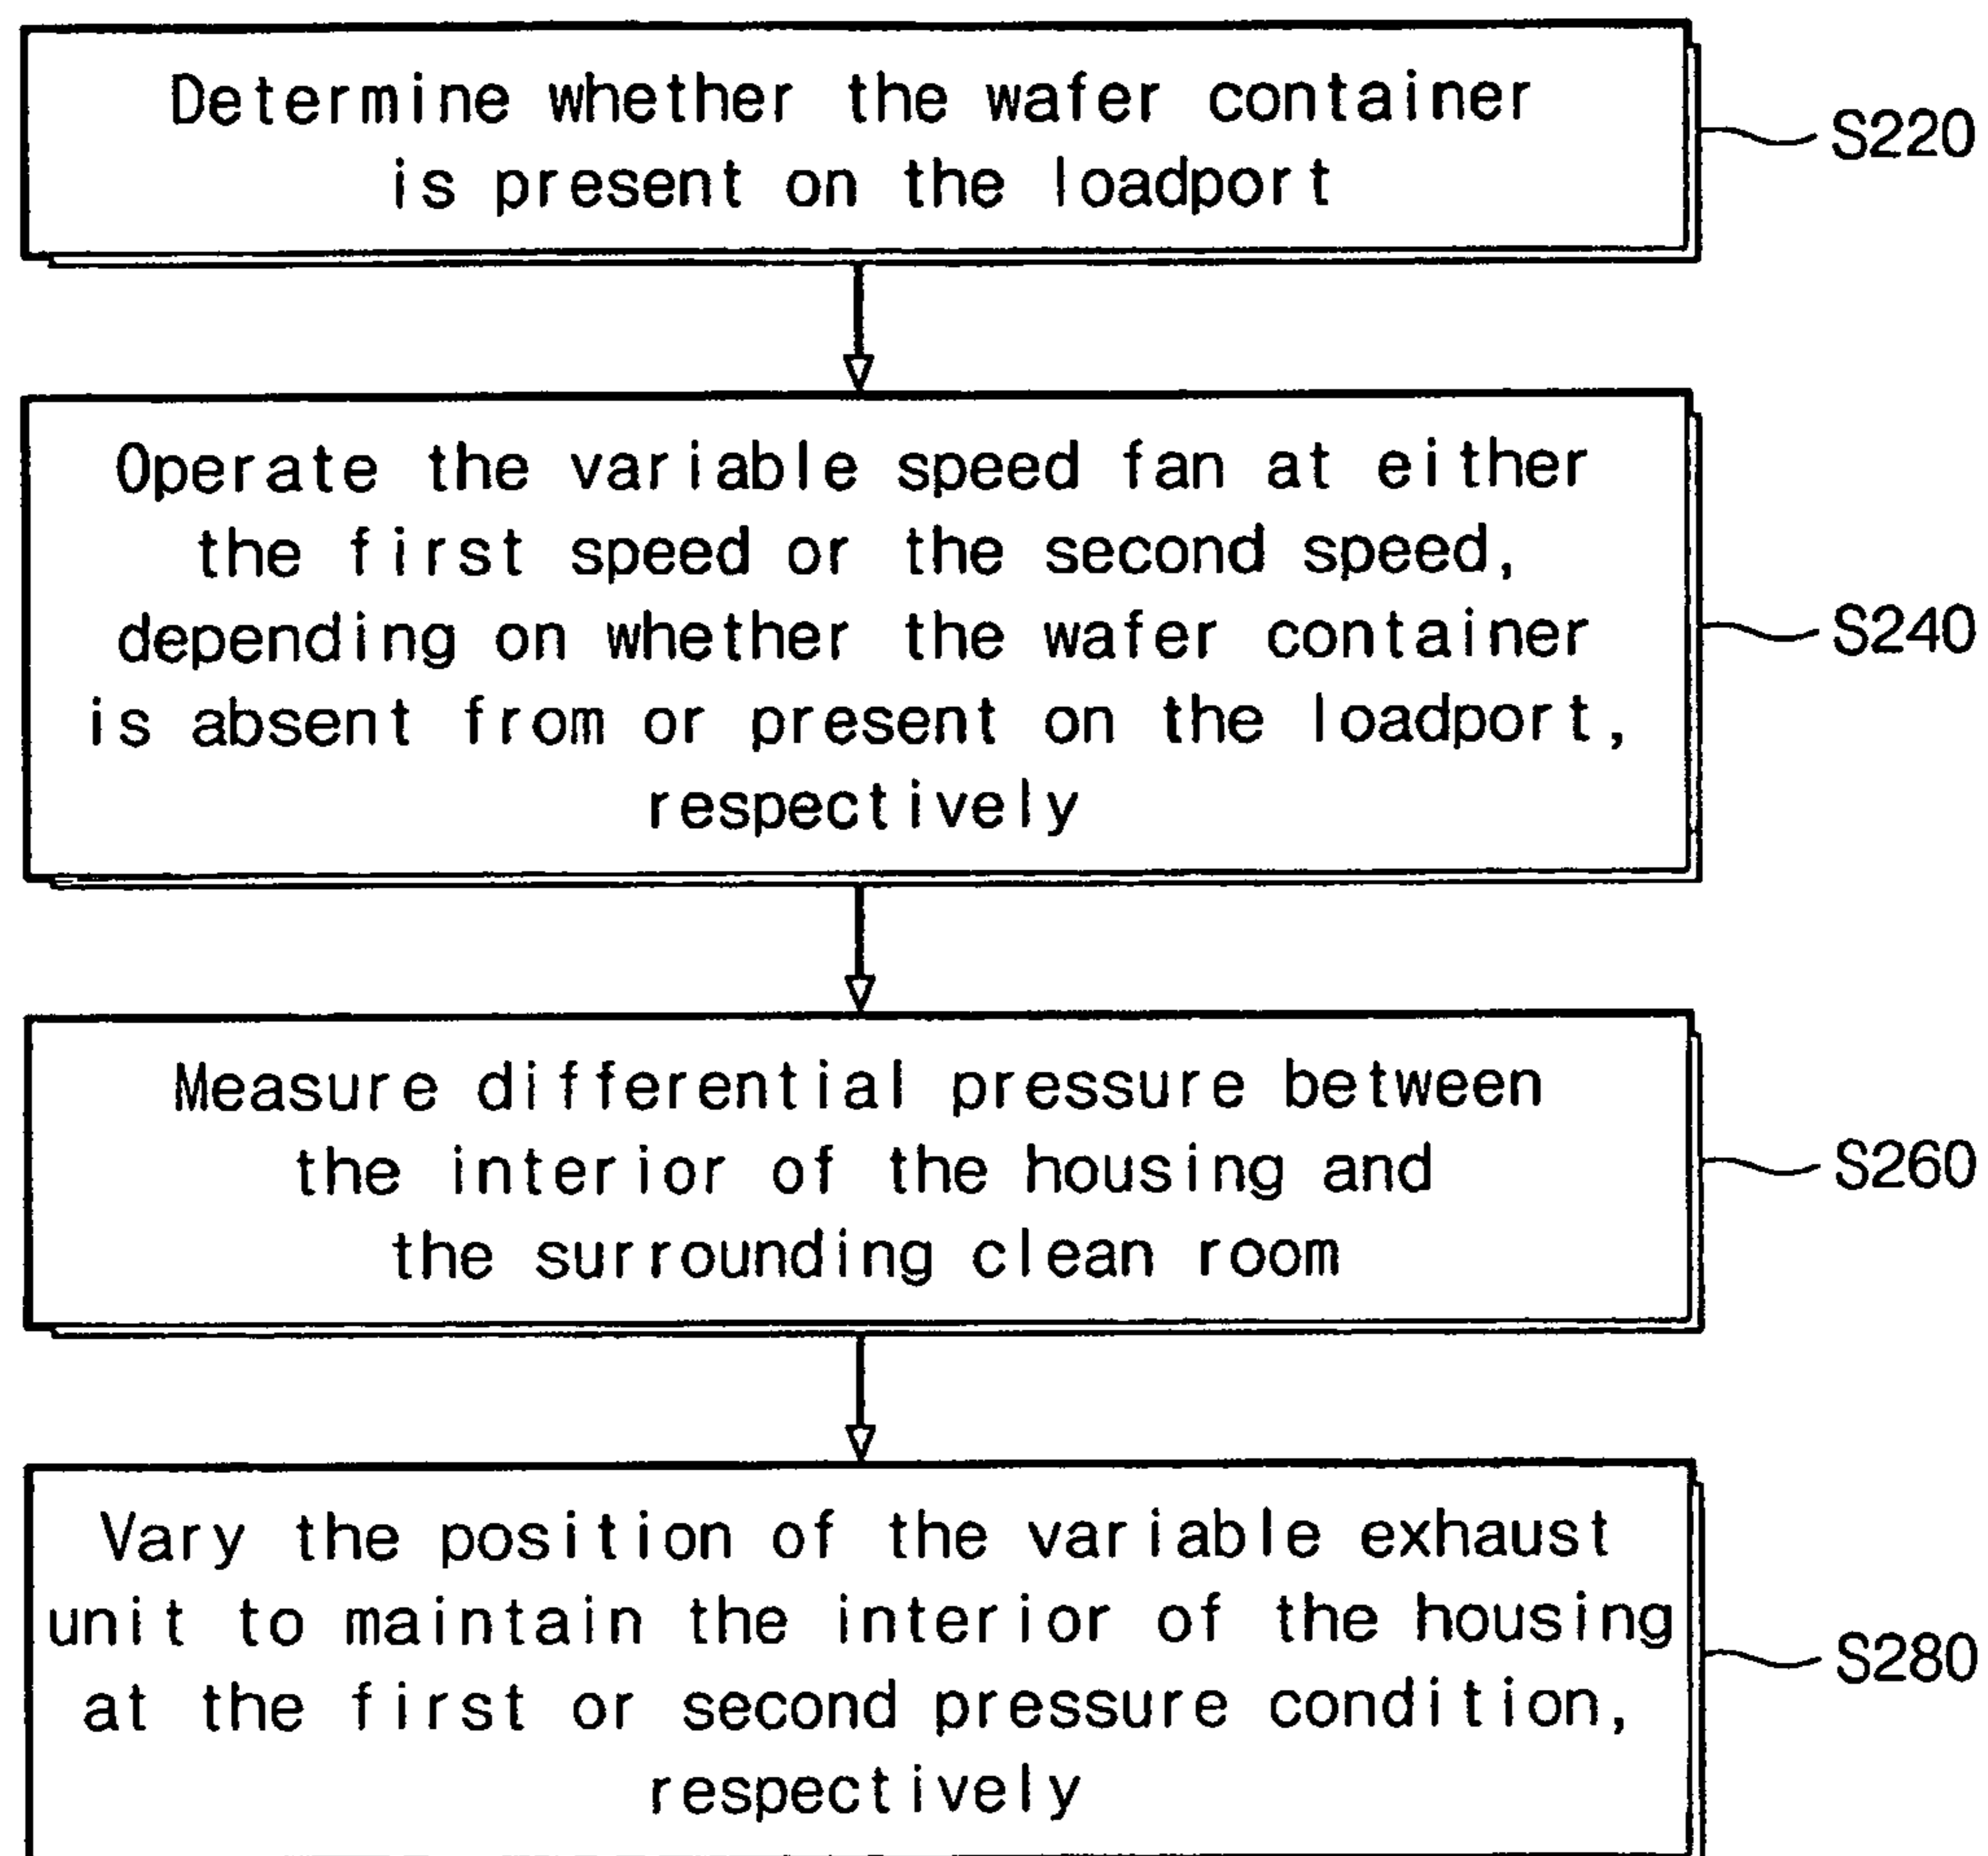 Determine whether the wafer container
is present on the loadport
S220
Operate the variable speed fan at either
the first speed or the second speed,
depending on whether the wafer container
is absent from or present on the loadport,
respectively
S240
Measure differential pressure between
the interior of the housing and
the surrounding clean room
S260
Vary the position of the variable exhaust
unit to maintain the interior of the housing
at the first or second pressure condition,
respectively
S280